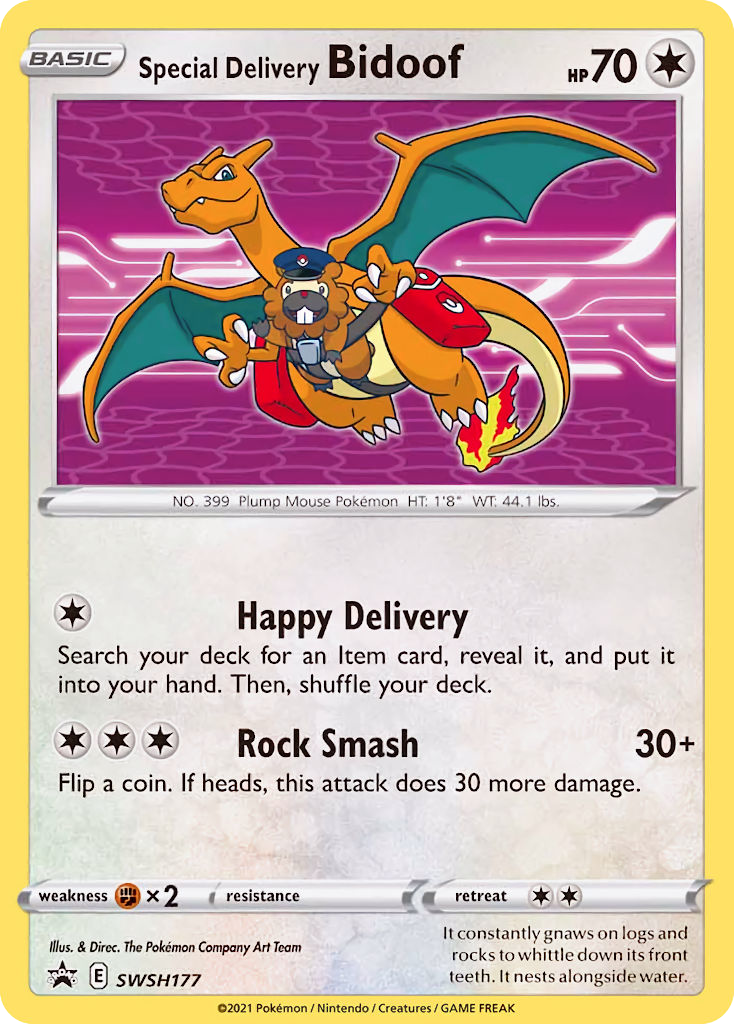 BASIC
Special Delivery Bidoof HP 70
NO. 399 Plump Mouse Pokémon HT: 1'8" WT: 44.1 lbs.
Happy Delivery
Search your deck for an Item card, reveal it, and put it
into your hand. Then, shuffle your deck.
Rock Smash 30+
Flip a coin. If heads, this attack does 30 more damage.
weakness ×2 resistance retreat
It constantly gnaws on logs and
rocks to whittle down its front
teeth. It nests alongside water.
Illus. & Direc. The Pokémon Company Art Team
E SWSH177
©2021 Pokémon / Nintendo / Creatures / GAME FREAK